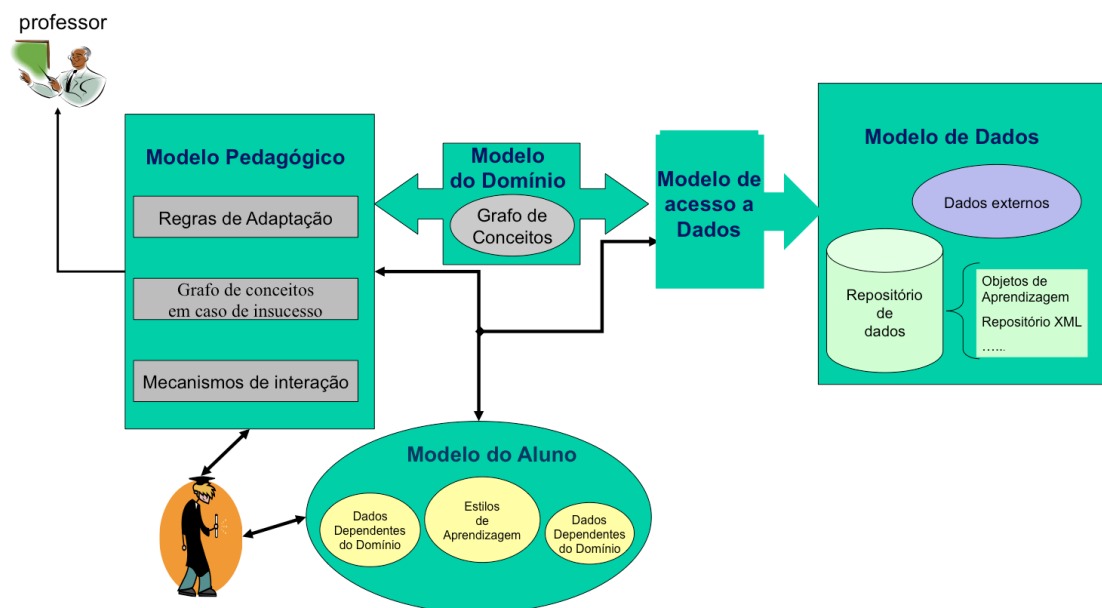 professor
Modelo Pedagógico
Regras de Adaptação
Grafo de conceitos
em caso de insucesso
Mecanismos de interação
Modelo
do Domínio
Grafo de
Conceitos
Modelo de
acesso a
Dados
Modelo de Dados
Dados externos
Repositório
de
dados
Objetos de
Aprendizagem
Repositório XML
…...
Modelo do Aluno
Dados
Dependentes
do Domínio
Estilos
de
Aprendizagem
Dados
Dependentes
do Domínio